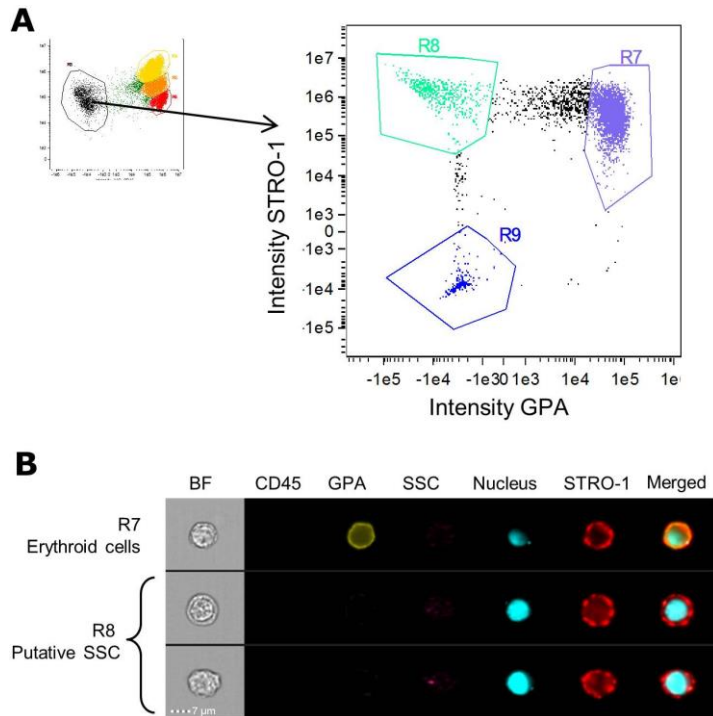 A
R8
R7
R9
1e7
1e6
1e5
1e4
1e3
0
-1e3
-1e4
-1e5
Intensity STRO-1
-1e5 -1e4 -1e30 1e3 1e4 1e5 1e
Intensity GPA
B
BF CD45 GPA SSC Nucleus STRO-1 Merged
R7
Erythroid cells
R8
Putative SSC
7 µm